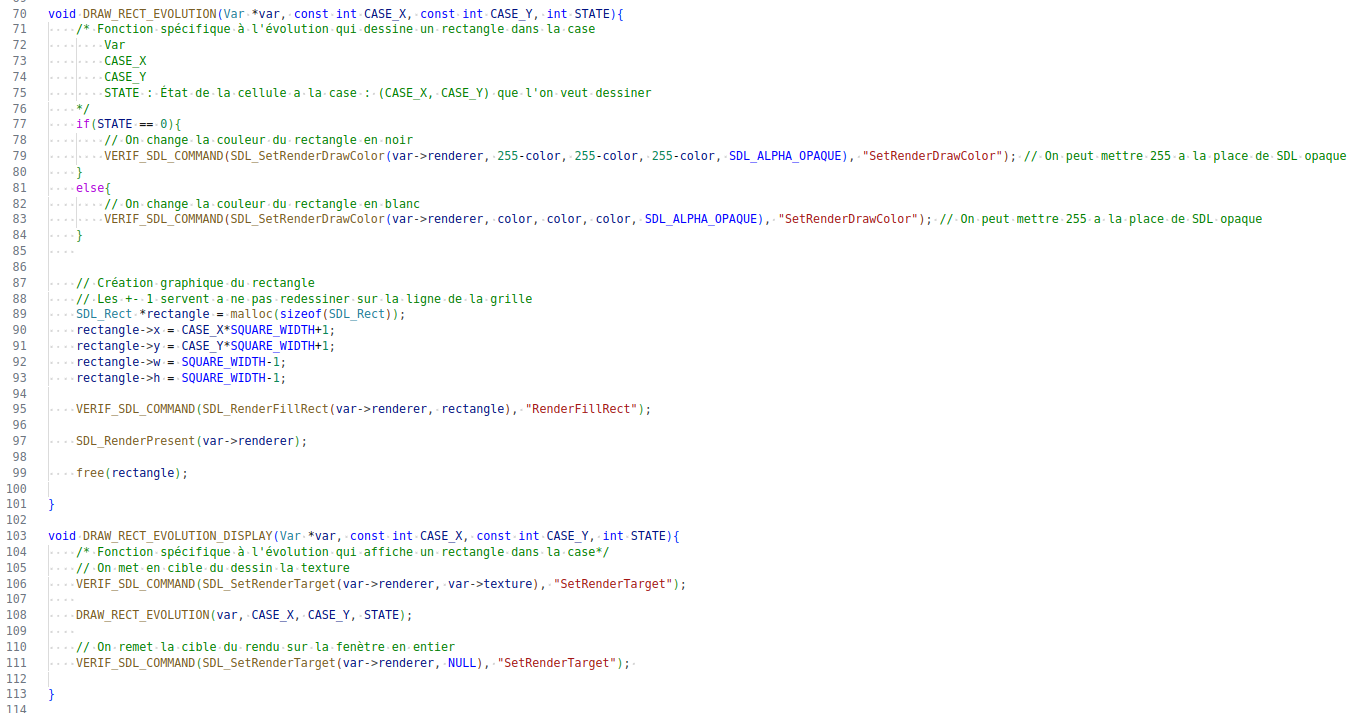 70 void DRAW_RECT_EVOLUTION(Var *var, const int CASE_X, const int CASE_Y, int STATE){
71     /* Fonction spécifique à l'évolution qui dessine un rectangle dans la case
72         Var
73         CASE_X
74         CASE_Y
75         STATE : État de la cellule a la case : (CASE_X, CASE_Y) que l'on veut dessiner
76     */
77     if(STATE == 0){
78         // On change la couleur du rectangle en noir
79         VERIF_SDL_COMMAND(SDL_SetRenderDrawColor(var->renderer, 255-color, 255-color, 255-color, SDL_ALPHA_OPAQUE), "SetRenderDrawColor"); // On peut mettre 255 a la place de SDL opaque
80     }
81     else{
82         // On change la couleur du rectangle en blanc
83         VERIF_SDL_COMMAND(SDL_SetRenderDrawColor(var->renderer, color, color, color, SDL_ALPHA_OPAQUE), "SetRenderDrawColor"); // On peut mettre 255 a la place de SDL opaque
84     }
85
86
87     // Création graphique du rectangle
88     // Les +- 1 servent a ne pas redessiner sur la ligne de la grille
89     SDL_Rect *rectangle = malloc(sizeof(SDL_Rect));
90     rectangle->x = CASE_X*SQUARE_WIDTH+1;
91     rectangle->y = CASE_Y*SQUARE_WIDTH+1;
92     rectangle->w = SQUARE_WIDTH-1;
93     rectangle->h = SQUARE_WIDTH-1;
94
95     VERIF_SDL_COMMAND(SDL_RenderFillRect(var->renderer, rectangle), "RenderFillRect");
96
97     SDL_RenderPresent(var->renderer);
98
99     free(rectangle);
100
101 }
102
103 void DRAW_RECT_EVOLUTION_DISPLAY(Var *var, const int CASE_X, const int CASE_Y, int STATE){
104     /* Fonction spécifique à l'évolution qui affiche un rectangle dans la case*/
105     // On met en cible du dessin la texture
106     VERIF_SDL_COMMAND(SDL_SetRenderTarget(var->renderer, var->texture), "SetRenderTarget");
107
108     DRAW_RECT_EVOLUTION(var, CASE_X, CASE_Y, STATE);
109
110     // On remet la cible du rendu sur la fenètre en entier
111     VERIF_SDL_COMMAND(SDL_SetRenderTarget(var->renderer, NULL), "SetRenderTarget");
112
113 }
114